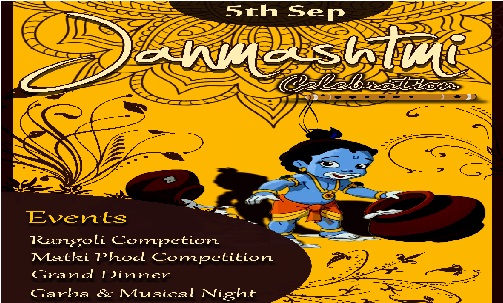 5th Sep
Janmashtmi
Celebration
Events
Rangoli Competion
Matki Phod Competition
Grand Dinner
Garba & Musical Night